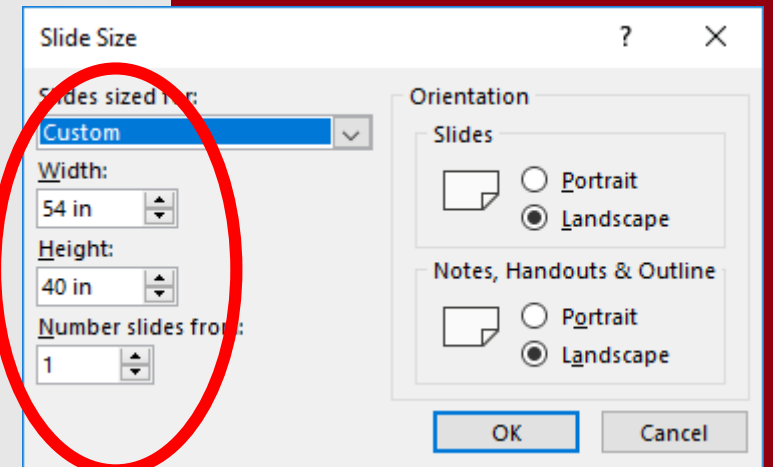 Slide Size
?
Slides sized for:
Custom
Width:
54 in
Height:
40 in
Number slides from:
1
Orientation
Slides
Portrait
Landscape
Notes, Handouts & Outline
Portrait
Landscape
OK
Cancel